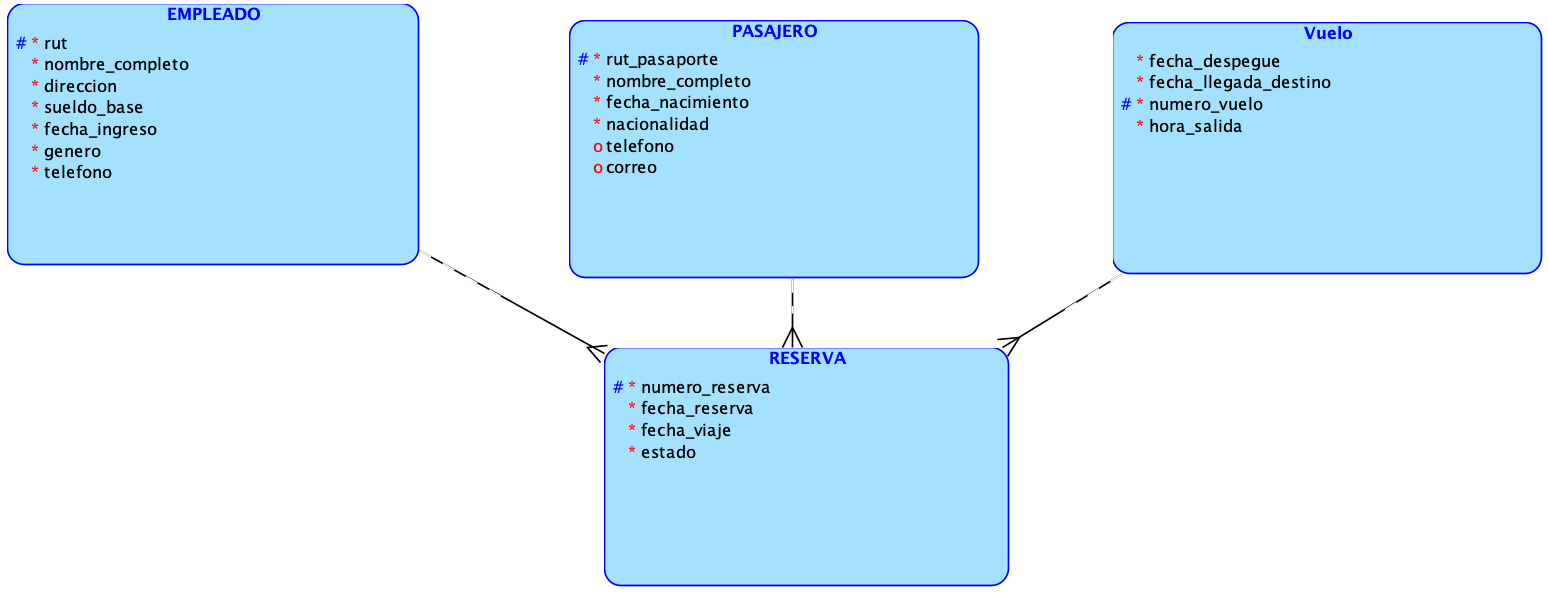 EMPLEADO
# * rut
* nombre_completo
* direccion
* sueldo_base
* fecha_ingreso
* genero
* telefono
PASAJERO
# * rut_pasaporte
* nombre_completo
* fecha_nacimiento
* nacionalidad
o telefono
o correo
Vuelo
* fecha_despegue
* fecha_llegada_destino
# * numero_vuelo
* hora_salida
RESERVA
# * numero_reserva
* fecha_reserva
* fecha_viaje
* estado